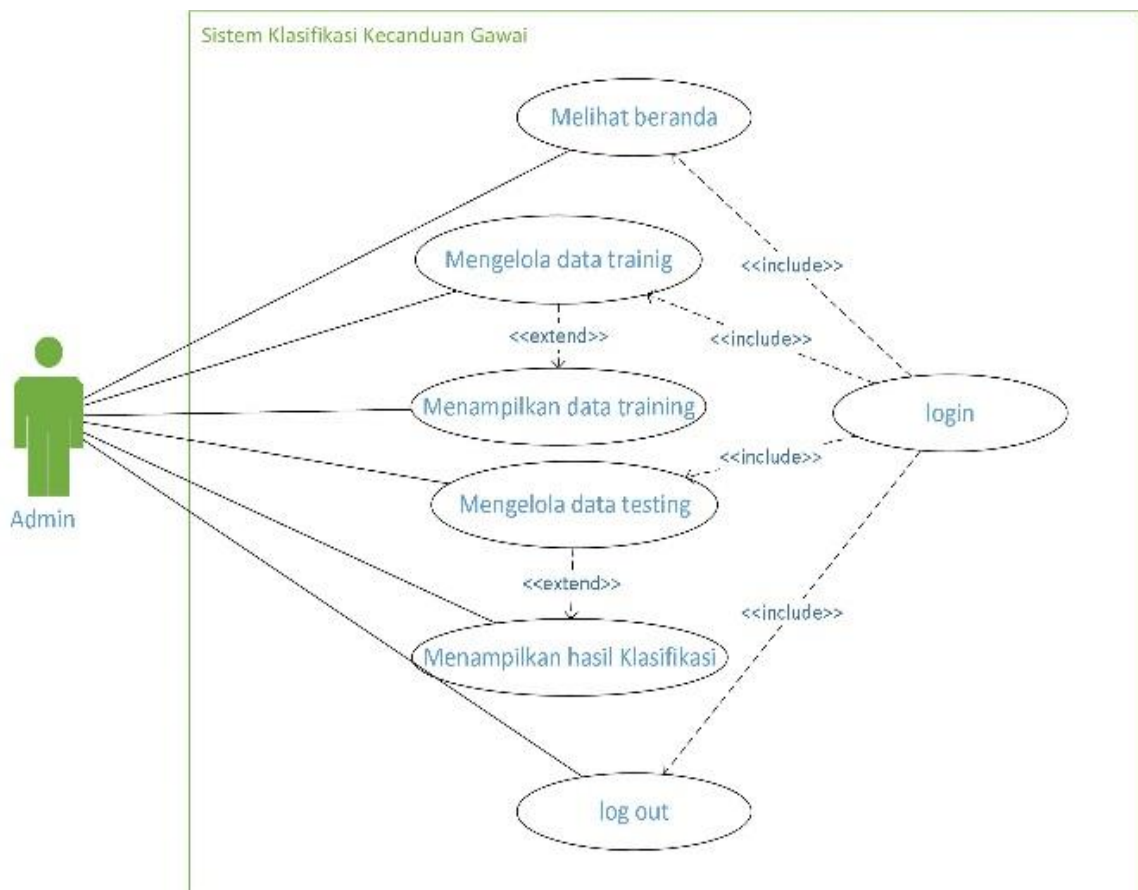 Sistem Klasifikasi Kecanduan Gawai
Melihat beranda
Mengelola data trainig
<<include>>
<<include>>
<<extend>>
Menampilkan data training
login
<<include>>
Mengelola data testing
Admin
<<extend>>
<<include>>
Menampilkan hasil Klasifikasi
log out